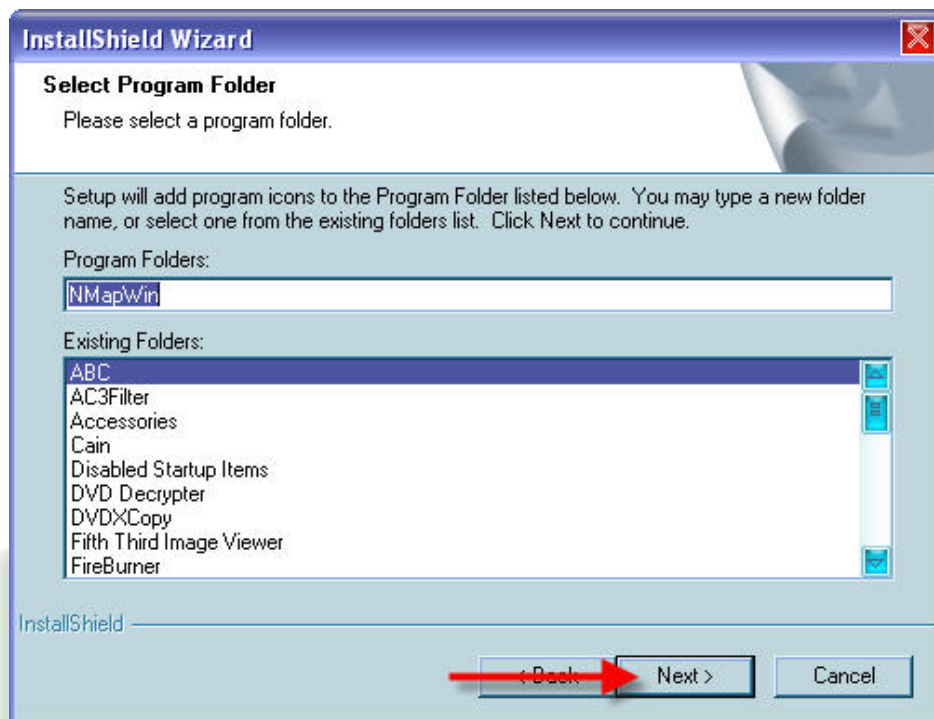 InstallShield Wizard
Select Program Folder
Please select a program folder.
Setup will add program icons to the Program Folder listed below. You may type a new folder
name, or select one from the existing folders list. Click Next to continue.
Program Folders:
NMapWin
Existing Folders:
ABC
AC3Filter
Accessories
Cain
Disabled Startup Items
DVD Decrypter
DVDXCopy
Fifth Third Image Viewer
FireBurner
InstallShield
< Back
Next >
Cancel